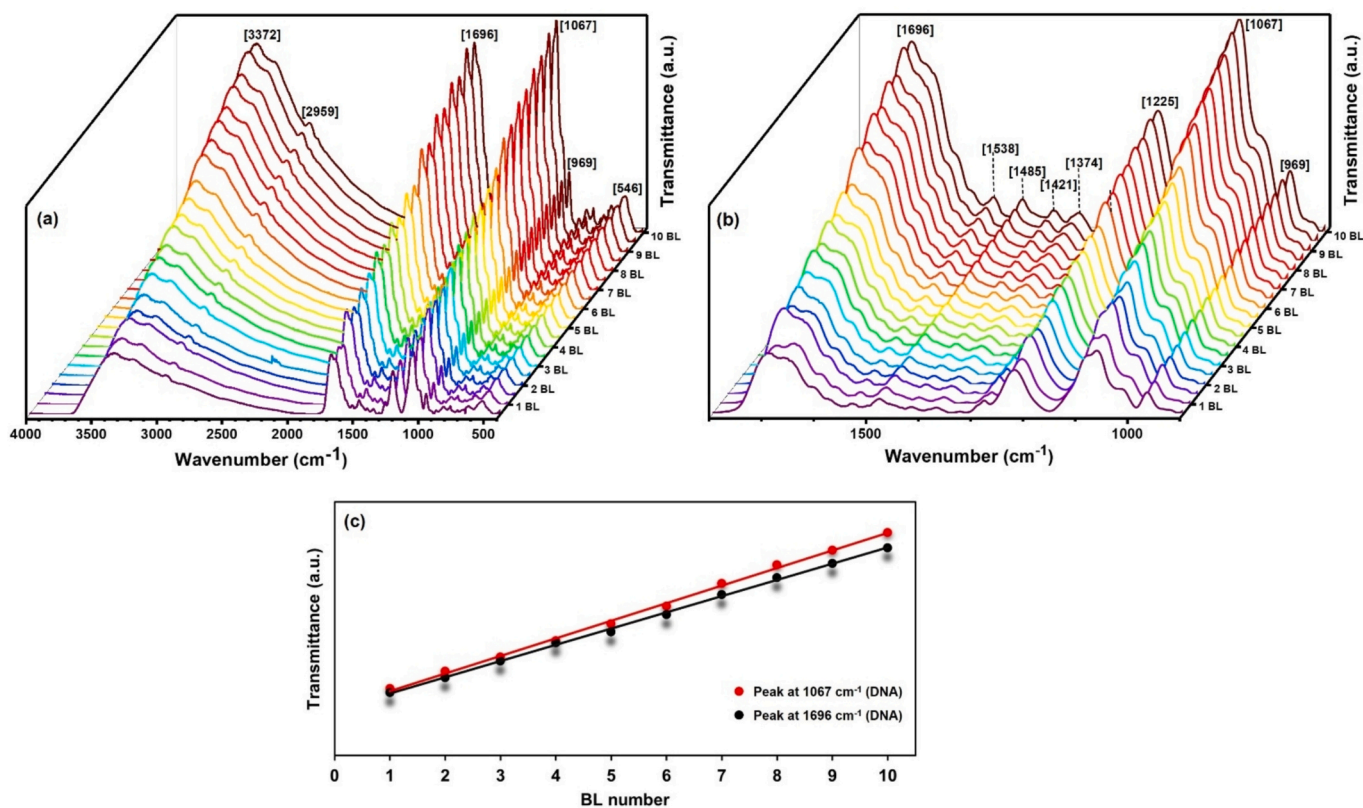 [3372]
[2959]
[1696]
[1067]
[969]
[546]
Transmittance (a.u.)
(a)
10 BL
9 BL
8 BL
7 BL
6 BL
5 BL
4 BL
3 BL
2 BL
1 BL
4000 3500 3000 2500 2000 1500 1000 500
Wavenumber (cm-1)
[1696]
[1538]
[1485]
[1421]
[1374]
[1225]
[1067]
[969]
Transmittance (a.u.)
(b)
10 BL
9 BL
8 BL
7 BL
6 BL
5 BL
4 BL
3 BL
2 BL
1 BL
1500 1000
Wavenumber (cm-1)
(c)
Transmittance (a.u.)
Peak at 1067 cm-1 (DNA)
Peak at 1696 cm-1 (DNA)
0 1 2 3 4 5 6 7 8 9 10
BL number